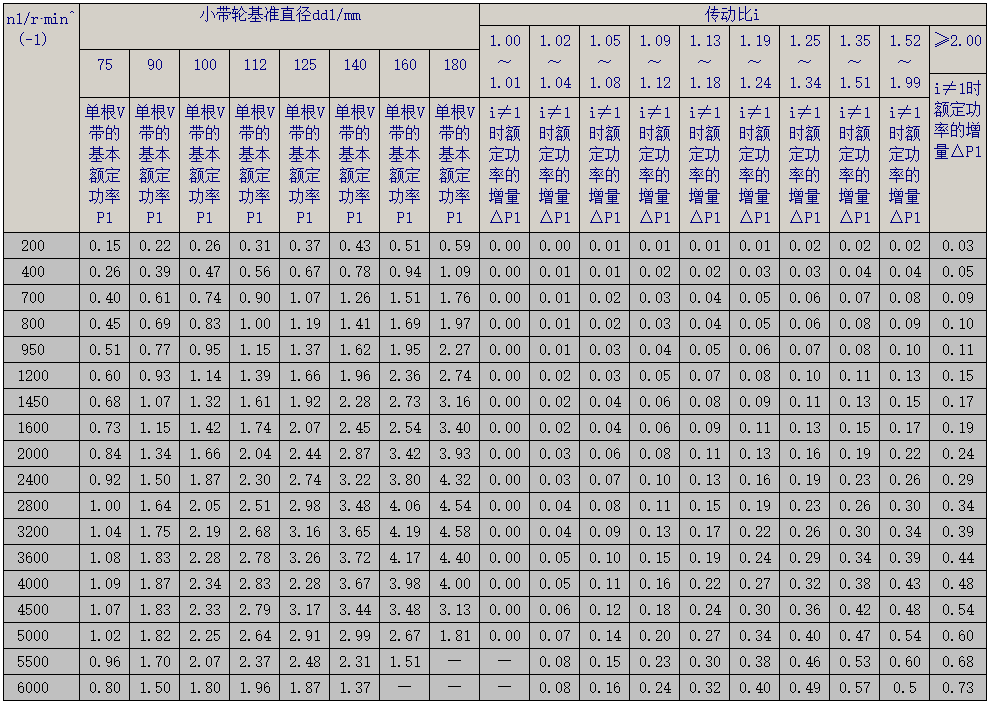 n1/r·min^(-1) 小带轮基准直径dd1/mm 传动比i
75 90 100 112 125 140 160 180 1.00～1.01 1.02～1.04 1.05～1.08 1.09～1.12 1.13～1.18 1.19～1.24 1.25～1.34 1.35～1.51 1.52～1.99 ≥2.00
单根V带的基本额定功率P1 单根V带的基本额定功率P1 单根V带的基本额定功率P1 单根V带的基本额定功率P1 单根V带的基本额定功率P1 单根V带的基本额定功率P1 单根V带的基本额定功率P1 单根V带的基本额定功率P1 i≠1时额定功率的增量△P1 i≠1时额定功率的增量△P1 i≠1时额定功率的增量△P1 i≠1时额定功率的增量△P1 i≠1时额定功率的增量△P1 i≠1时额定功率的增量△P1 i≠1时额定功率的增量△P1 i≠1时额定功率的增量△P1 i≠1时额定功率的增量△P1 i≠1时额定功率的增量△P1
200 0.15 0.22 0.26 0.31 0.37 0.43 0.51 0.59 0.00 0.00 0.01 0.01 0.01 0.01 0.02 0.02 0.02 0.03
400 0.26 0.39 0.47 0.56 0.67 0.78 0.94 1.09 0.00 0.01 0.01 0.02 0.02 0.03 0.03 0.04 0.04 0.05
700 0.40 0.61 0.74 0.90 1.07 1.26 1.51 1.76 0.00 0.01 0.02 0.03 0.04 0.05 0.06 0.07 0.08 0.09
800 0.45 0.69 0.83 1.00 1.19 1.41 1.69 1.97 0.00 0.01 0.02 0.03 0.04 0.05 0.06 0.08 0.09 0.10
950 0.51 0.77 0.95 1.15 1.37 1.62 1.95 2.27 0.00 0.01 0.03 0.04 0.05 0.06 0.07 0.08 0.10 0.11
1200 0.60 0.93 1.14 1.39 1.66 1.96 2.36 2.74 0.00 0.02 0.03 0.05 0.07 0.08 0.10 0.11 0.13 0.15
1450 0.68 1.07 1.32 1.61 1.92 2.28 2.73 3.16 0.00 0.02 0.04 0.06 0.08 0.09 0.11 0.13 0.15 0.17
1600 0.73 1.15 1.42 1.74 2.07 2.45 2.54 3.40 0.00 0.02 0.04 0.06 0.09 0.11 0.13 0.15 0.17 0.19
2000 0.84 1.34 1.66 2.04 2.44 2.87 3.42 3.93 0.00 0.03 0.06 0.08 0.11 0.13 0.16 0.19 0.22 0.24
2400 0.92 1.50 1.87 2.30 2.74 3.22 3.80 4.32 0.00 0.03 0.07 0.10 0.13 0.16 0.19 0.23 0.26 0.29
2800 1.00 1.64 2.05 2.51 2.98 3.48 4.06 4.54 0.00 0.04 0.08 0.11 0.15 0.19 0.23 0.26 0.30 0.34
3200 1.04 1.75 2.19 2.68 3.16 3.65 4.19 4.58 0.00 0.04 0.09 0.13 0.17 0.22 0.26 0.30 0.34 0.39
3600 1.08 1.83 2.28 2.78 3.26 3.72 4.17 4.40 0.00 0.05 0.10 0.15 0.19 0.24 0.29 0.34 0.39 0.44
4000 1.09 1.87 2.34 2.83 2.28 3.67 3.98 4.00 0.00 0.05 0.11 0.16 0.22 0.27 0.32 0.38 0.43 0.48
4500 1.07 1.83 2.33 2.79 3.17 3.44 3.48 3.13 0.00 0.06 0.12 0.18 0.24 0.30 0.36 0.42 0.48 0.54
5000 1.02 1.82 2.25 2.64 2.91 2.99 2.67 1.81 0.00 0.07 0.14 0.20 0.27 0.34 0.40 0.47 0.54 0.60
5500 0.96 1.70 2.07 2.37 2.48 2.31 1.51 — — 0.08 0.15 0.23 0.30 0.38 0.46 0.53 0.60 0.68
6000 0.80 1.50 1.80 1.96 1.87 1.37 — — — 0.08 0.16 0.24 0.32 0.40 0.49 0.57 0.5 0.73